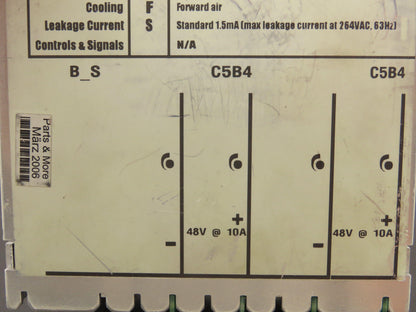 Cooling F Forward air
Leakage Current S Standard 1.5mA (max leakage current at 264VAC, 63Hz)
Controls & Signals N/A
B_S C5B4 C5B4
Parts & More
März 2006
+ +
- 48V @ 10A - 48V @ 10A